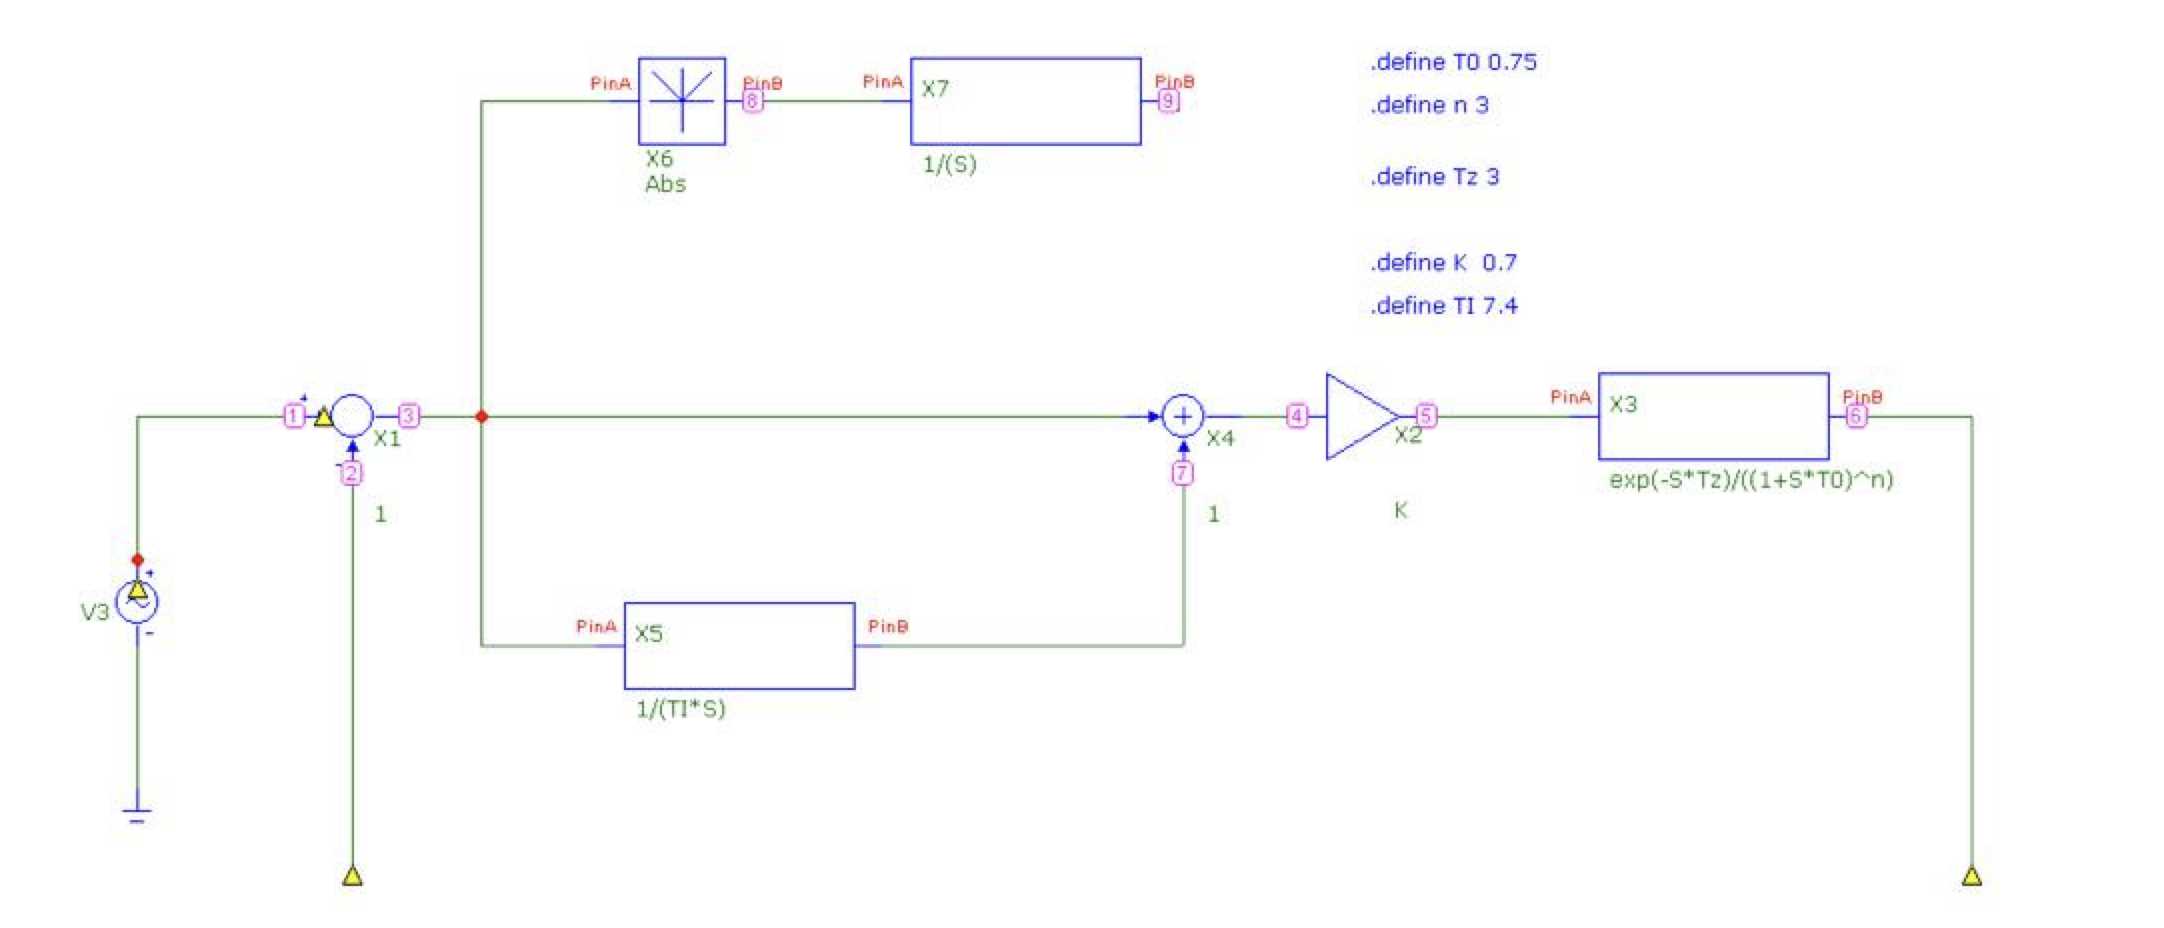 .define T0 0.75
PinA
PinB
PinA
X7
PinB
8
9
.define n 3
X6
Abs
1/(S)
.define Tz 3
.define K 0.7
.define TI 7.4
+
1
3
X1
-
2
1
+
X4
7
1
4
5
X2
K
PinA
X3
PinB
6
exp(-S*Tz)/((1+S*T0)^n)
V3
+
-
PinA
X5
PinB
1/(TI*S)